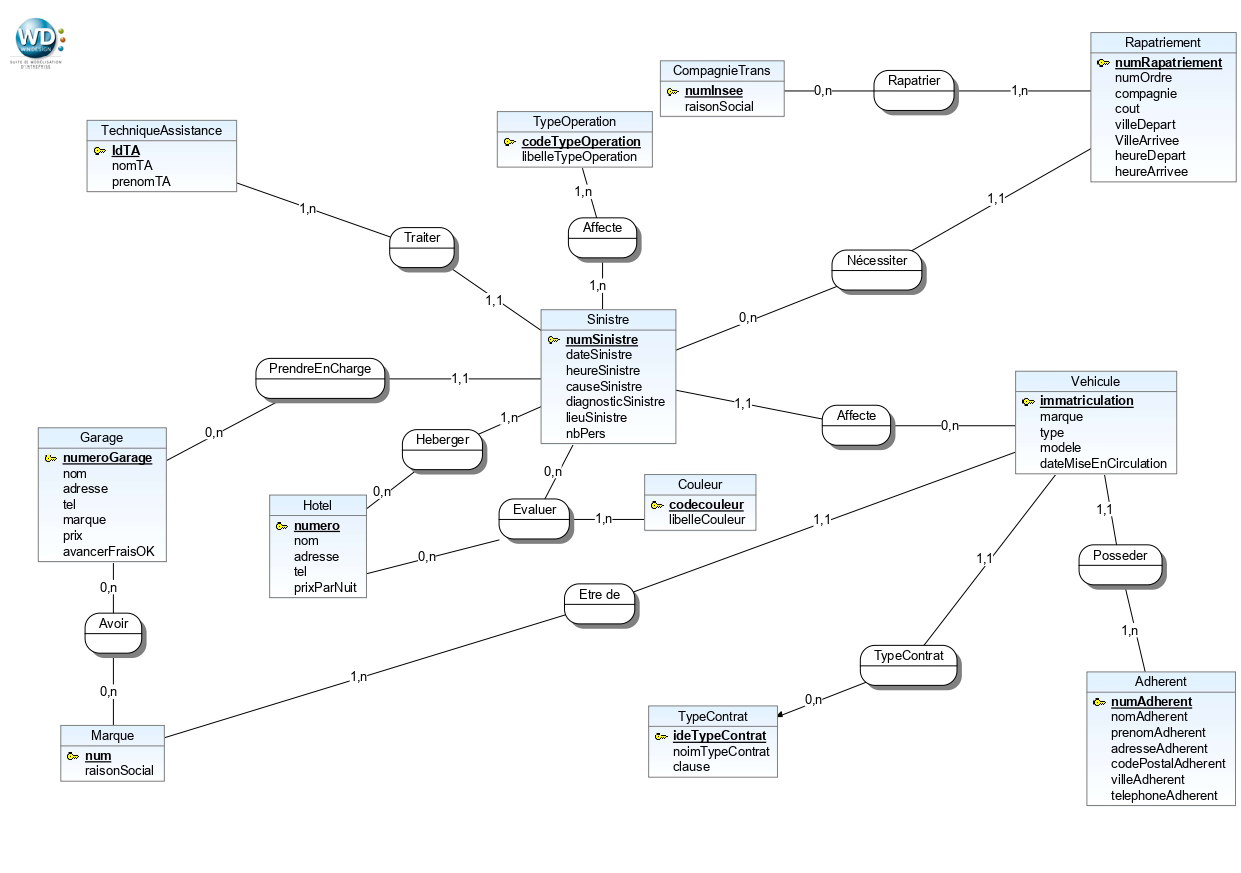 WD
WINDESIGN
SUITE DE MODELISATION
D'ENTREPRISE
Rapatriement
numRapatriement
numOrdre
compagnie
cout
villeDepart
VilleArrivee
heureDepart
heureArrivee
CompagnieTrans
numInsee
raisonSocial
0,n
Rapatrier
1,n
TypeOperation
codeTypeOperation
libelleTypeOperation
TechniqueAssistance
IdTA
nomTA
prenomTA
1,n
1,n
1,1
Traiter
Affecte
Nécessiter
1,1
1,n
0,n
Sinistre
numSinistre
dateSinistre
heureSinistre
causeSinistre
diagnosticSinistre
lieuSinistre
nbPers
PrendreEnCharge
1,1
0,n
1,1
Affecte
0,n
Vehicule
immatriculation
marque
type
modele
dateMiseEnCirculation
Garage
numeroGarage
nom
adresse
tel
marque
prix
avancerFraisOK
1,n
Heberger
0,n
Hotel
numero
nom
adresse
tel
prixParNuit
0,n
Evaluer
1,n
0,n
Couleur
codecouleur
libelleCouleur
1,1
1,1
1,1
Posseder
1,n
0,n
Avoir
0,n
Etre de
1,n
TypeContrat
0,n
Marque
num
raisonSocial
TypeContrat
ideTypeContrat
noimTypeContrat
clause
Adherent
numAdherent
nomAdherent
prenomAdherent
adresseAdherent
codePostalAdherent
villeAdherent
telephoneAdherent